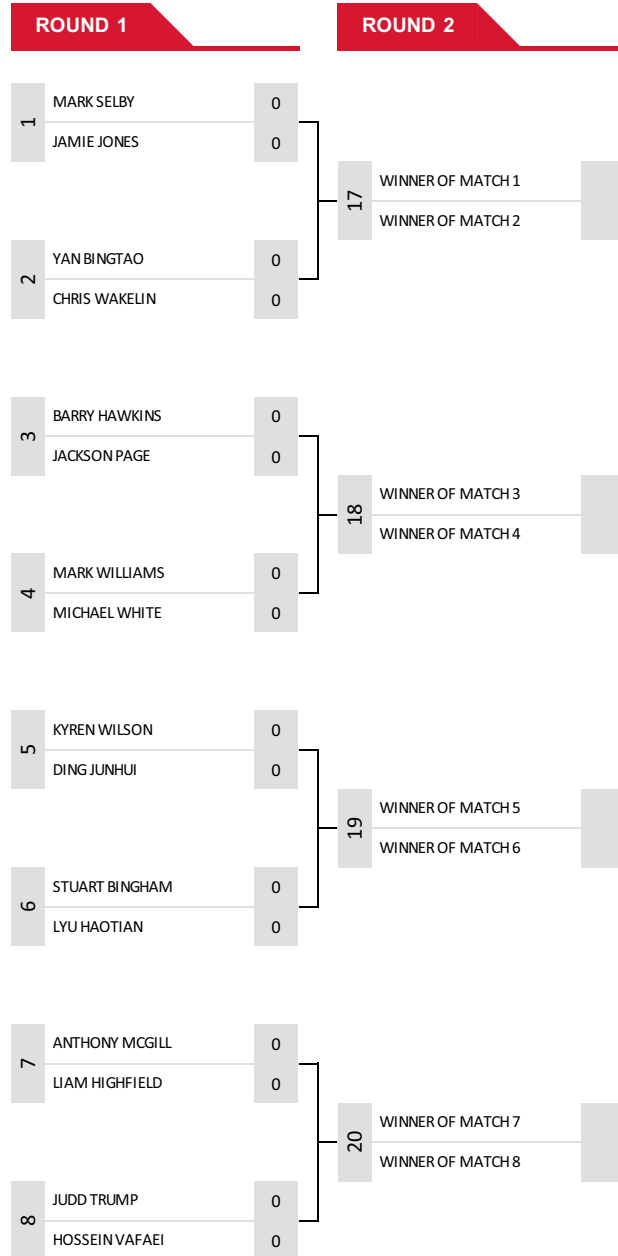 ROUND 1
ROUND 2
1
MARK SELBY 0
JAMIE JONES 0
17
WINNER OF MATCH 1
WINNER OF MATCH 2
2
YAN BINGTAO 0
CHRIS WAKELIN 0
3
BARRY HAWKINS 0
JACKSON PAGE 0
18
WINNER OF MATCH 3
WINNER OF MATCH 4
4
MARK WILLIAMS 0
MICHAEL WHITE 0
5
KYREN WILSON 0
DING JUNHUI 0
19
WINNER OF MATCH 5
WINNER OF MATCH 6
6
STUART BINGHAM 0
LYU HAOTIAN 0
7
ANTHONY MCGILL 0
LIAM HIGHFIELD 0
20
WINNER OF MATCH 7
WINNER OF MATCH 8
8
JUDD TRUMP 0
HOSSEIN VAFAEI 0